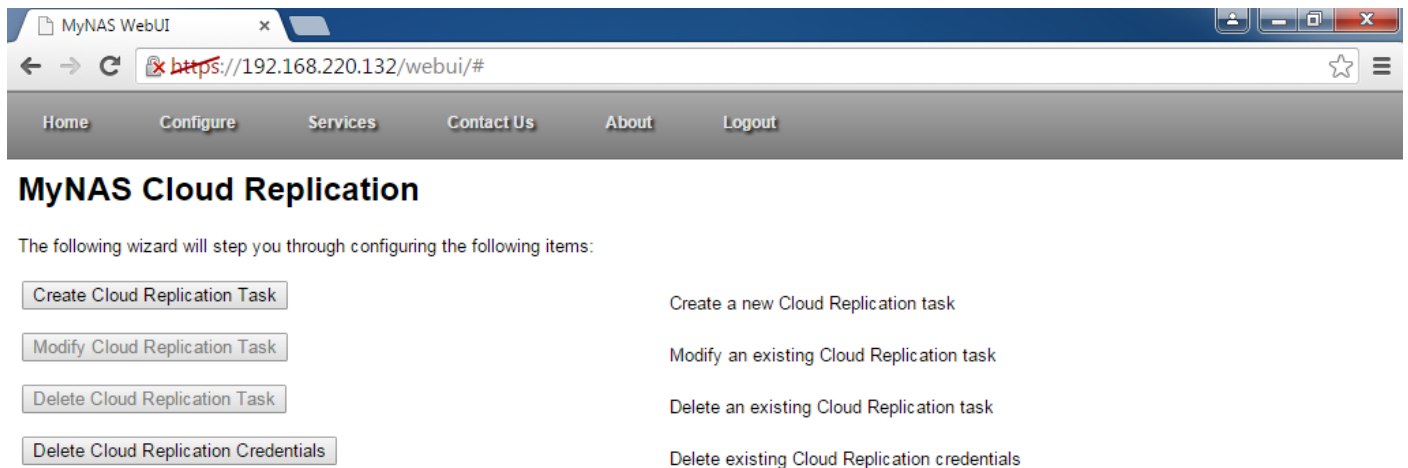 MyNAS WebUI
https://192.168.220.132/webui/#
Home Configure Services Contact Us About Logout
MyNAS Cloud Replication
The following wizard will step you through configuring the following items:
Create Cloud Replication Task Create a new Cloud Replication task
Modify Cloud Replication Task Modify an existing Cloud Replication task
Delete Cloud Replication Task Delete an existing Cloud Replication task
Delete Cloud Replication Credentials Delete existing Cloud Replication credentials